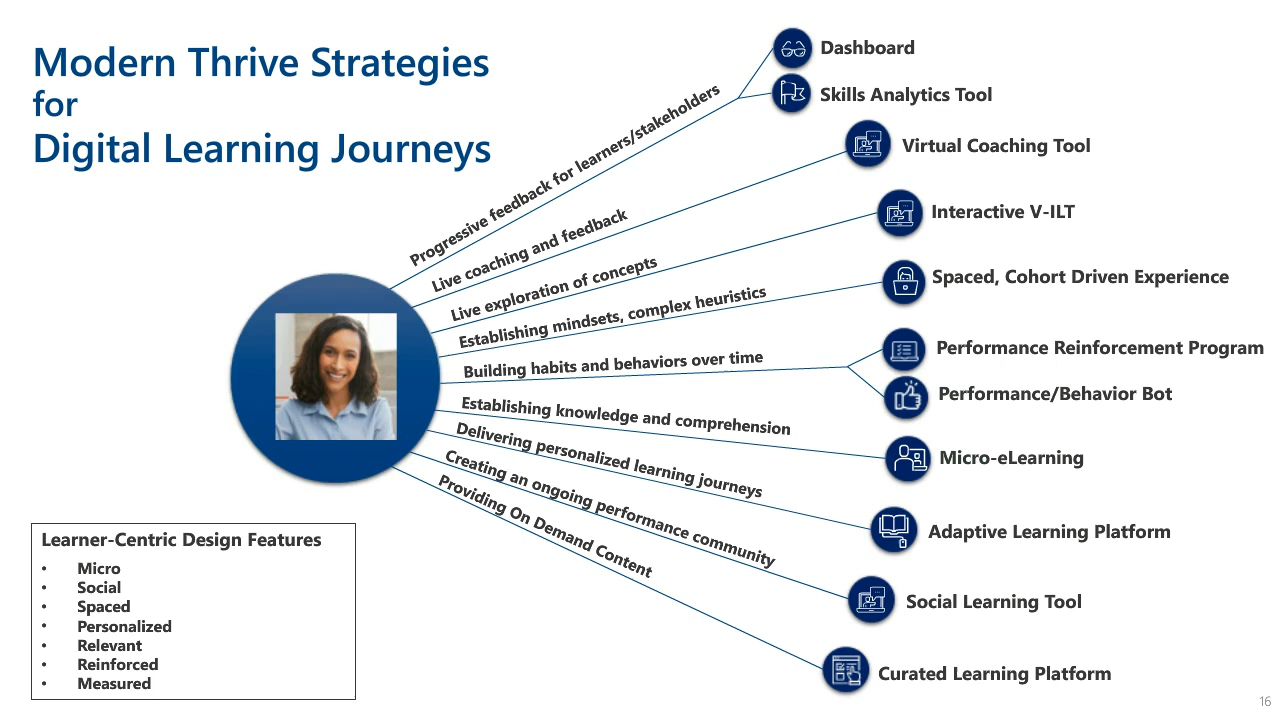 Modern Thrive Strategies
for
Digital Learning Journeys
Progressive feedback for learners/stakeholders
Dashboard
Skills Analytics Tool
Live coaching and feedback
Virtual Coaching Tool
Live exploration of concepts
Interactive V-ILT
Establishing mindsets, complex heuristics
Spaced, Cohort Driven Experience
Building habits and behaviors over time
Performance Reinforcement Program
Performance/Behavior Bot
Establishing knowledge and comprehension
Micro-eLearning
Delivering personalized learning journeys
Adaptive Learning Platform
Creating an ongoing performance community
Social Learning Tool
Providing On Demand Content
Curated Learning Platform
Learner-Centric Design Features
• Micro
• Social
• Spaced
• Personalized
• Relevant
• Reinforced
• Measured
16